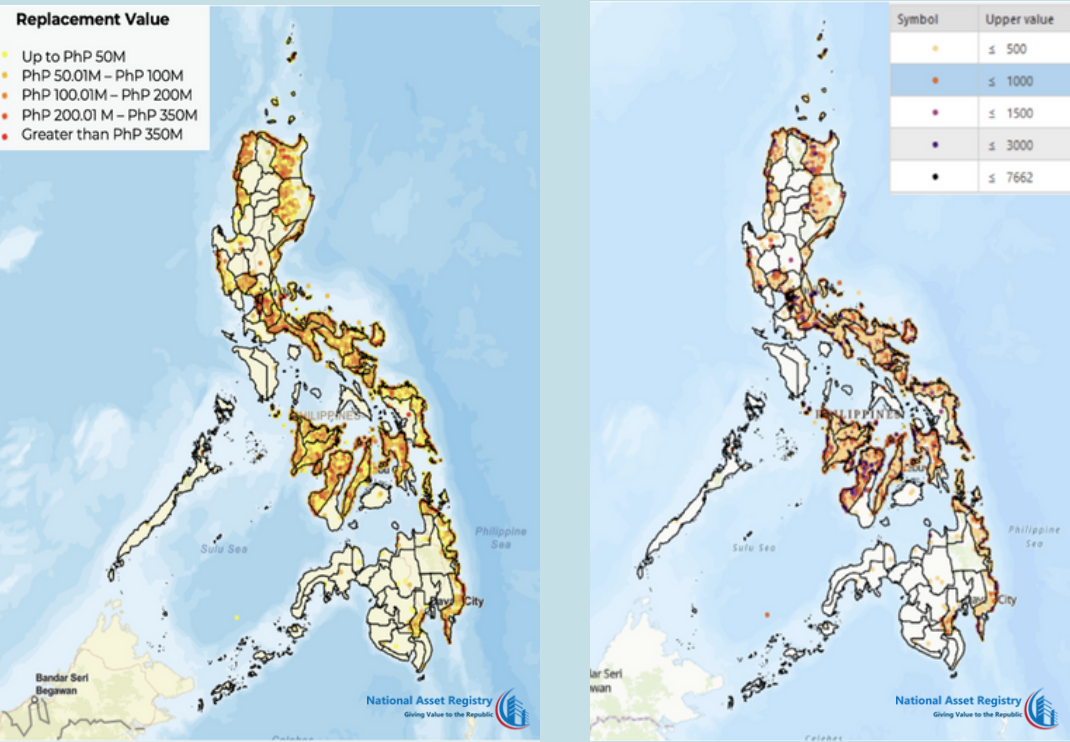 Replacement Value
Up to PhP 50M
PhP 50.01M – PhP 100M
PhP 100.01M – PhP 200M
PhP 200.01 M – PhP 350M
Greater than PhP 350M
PHILIPPINES
Sulu Sea
Philippine
Sea
City
Bandar Seri
Begawan
National Asset Registry
Giving Value to the Republic
Celebes
Symbol Upper value
≤ 500
≤ 1000
≤ 1500
≤ 3000
≤ 7662
PHILIPPINES
Sulu Sea
Philippine
Sea
City
National Asset Registry
Giving Value to the Republic
Celebes